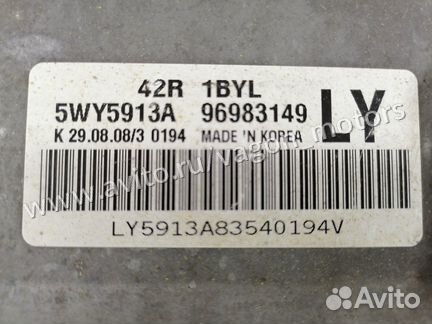 42R 1BYL
5WY5913A 96983149 LY
K 29.08.08/3 0194 MADE IN KOREA
LY5913A83540194V
www.avito.ru/vagon_motors
Avito